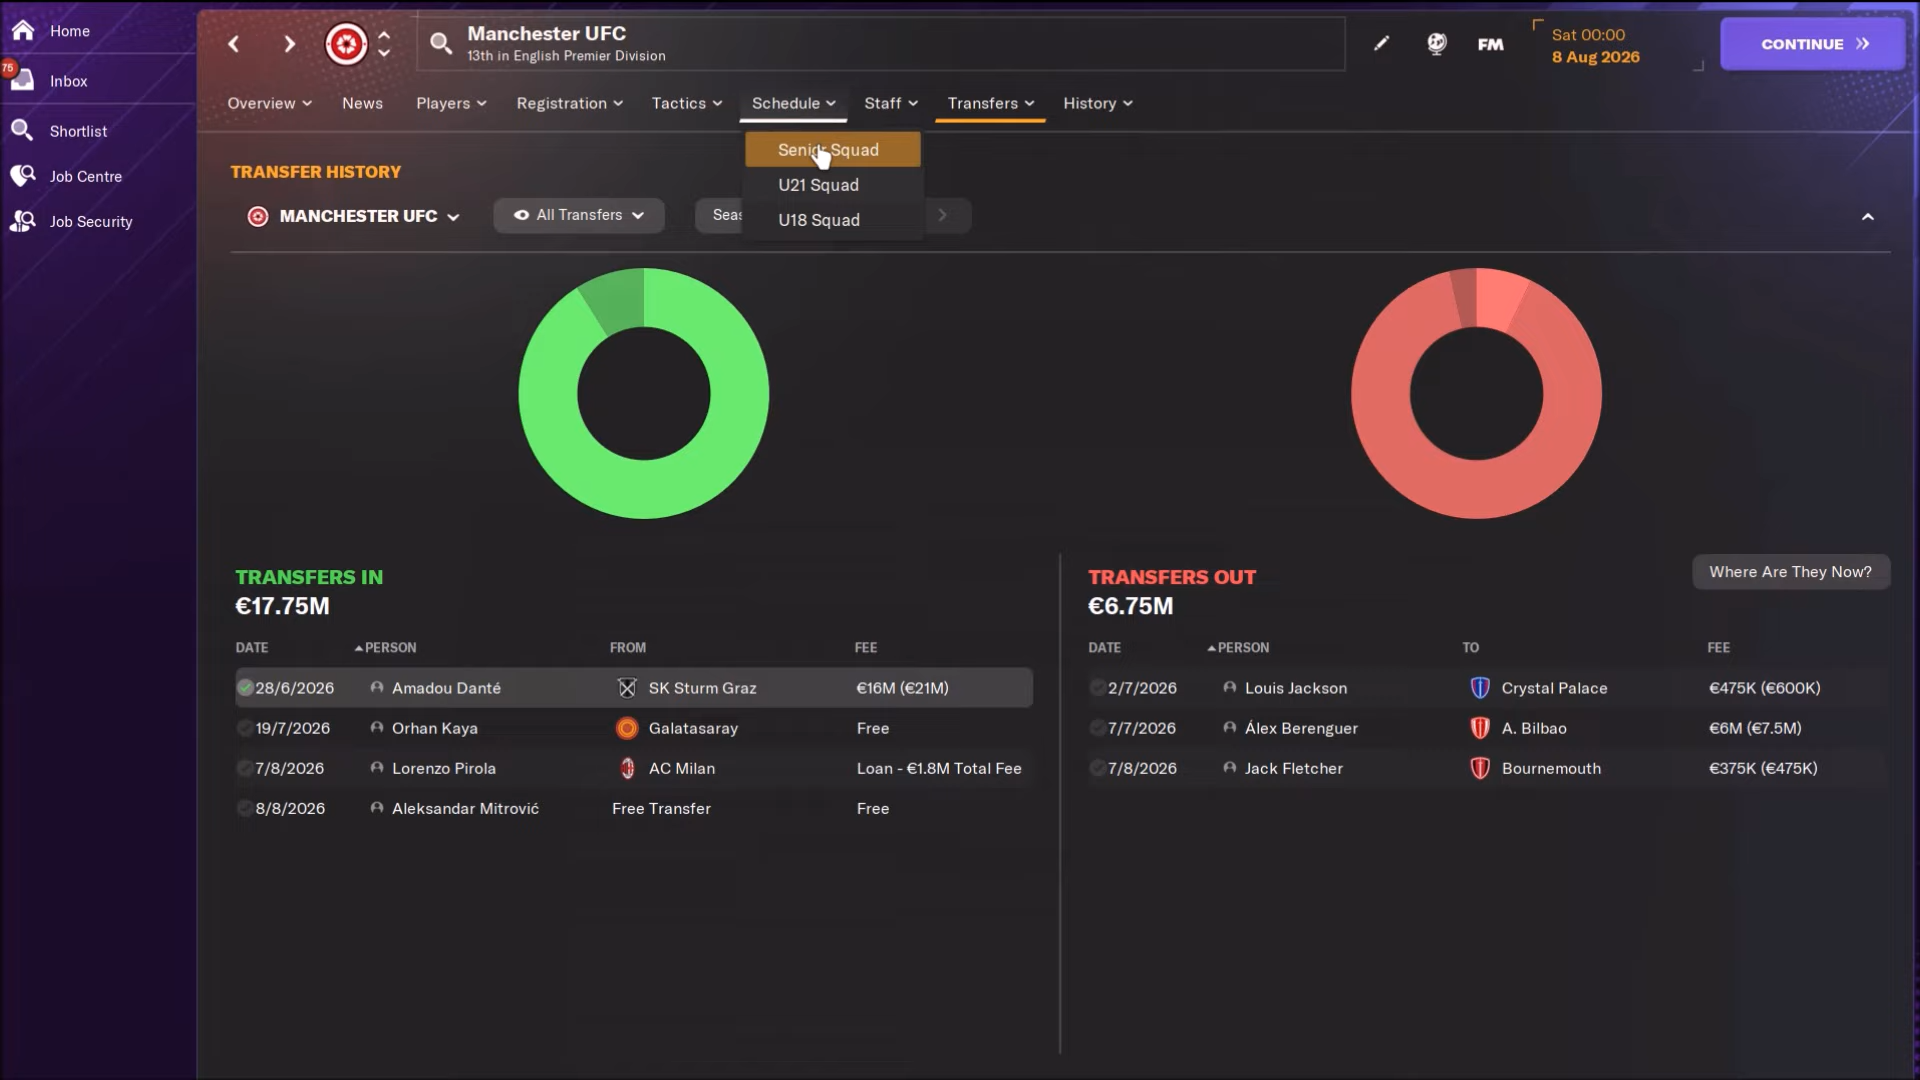 Home
75
Inbox
Shortlist
Job Centre
Job Security
Manchester UFC
13th in English Premier Division
FM
Sat 00:00
8 Aug 2026
CONTINUE
Overview
News
Players
Registration
Tactics
Schedule
Staff
Transfers
History
Senior Squad
U21 Squad
U18 Squad
TRANSFER HISTORY
MANCHESTER UFC
All Transfers
Seas
TRANSFERS IN
€17.75M
DATE PERSON FROM FEE
28/6/2026 Amadou Danté SK Sturm Graz €16M (€21M)
19/7/2026 Orhan Kaya Galatasaray Free
7/8/2026 Lorenzo Pirola AC Milan Loan - €1.8M Total Fee
8/8/2026 Aleksandar Mitrović Free Transfer Free
TRANSFERS OUT
€6.75M
Where Are They Now?
DATE PERSON TO FEE
2/7/2026 Louis Jackson Crystal Palace €475K (€600K)
7/7/2026 Álex Berenguer A. Bilbao €6M (€7.5M)
7/8/2026 Jack Fletcher Bournemouth €375K (€475K)